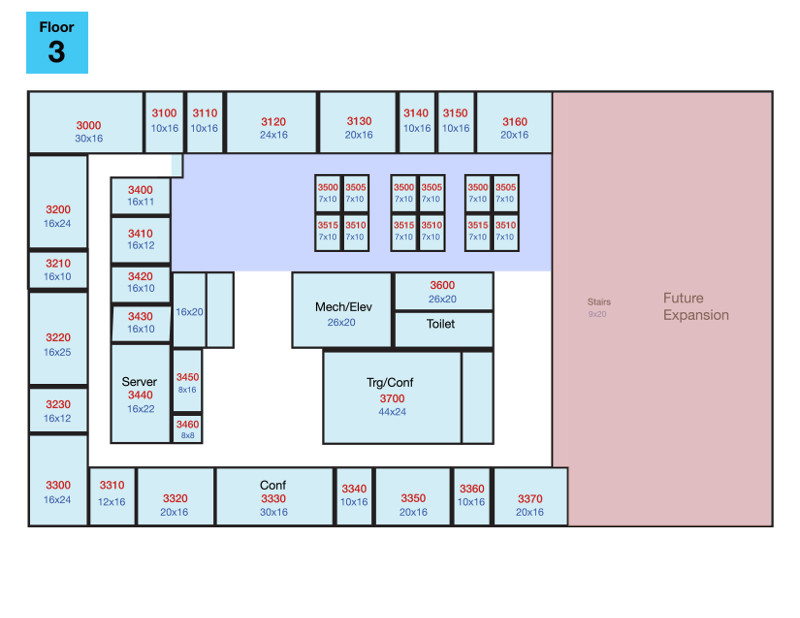 Floor
3
3000
30x16
3100
10x16
3110
10x16
3120
24x16
3130
20x16
3140
10x16
3150
10x16
3160
20x16
3200
16x24
3210
16x10
3220
16x25
3230
16x12
3300
16x24
3400
16x11
3410
16x12
3420
16x10
3430
16x10
Server
3440
16x22
16x20
3450
8x16
3460
8x8
3500
7x10
3505
7x10
3515
7x10
3510
7x10
3500
7x10
3505
7x10
3515
7x10
3510
7x10
3500
7x10
3505
7x10
3515
7x10
3510
7x10
Mech/Elev
26x20
3600
26x20
Toilet
Trg/Conf
3700
44x24
Stairs
9x20
Future
Expansion
3310
12x16
3320
20x16
Conf
3330
30x16
3340
10x16
3350
20x16
3360
10x16
3370
20x16